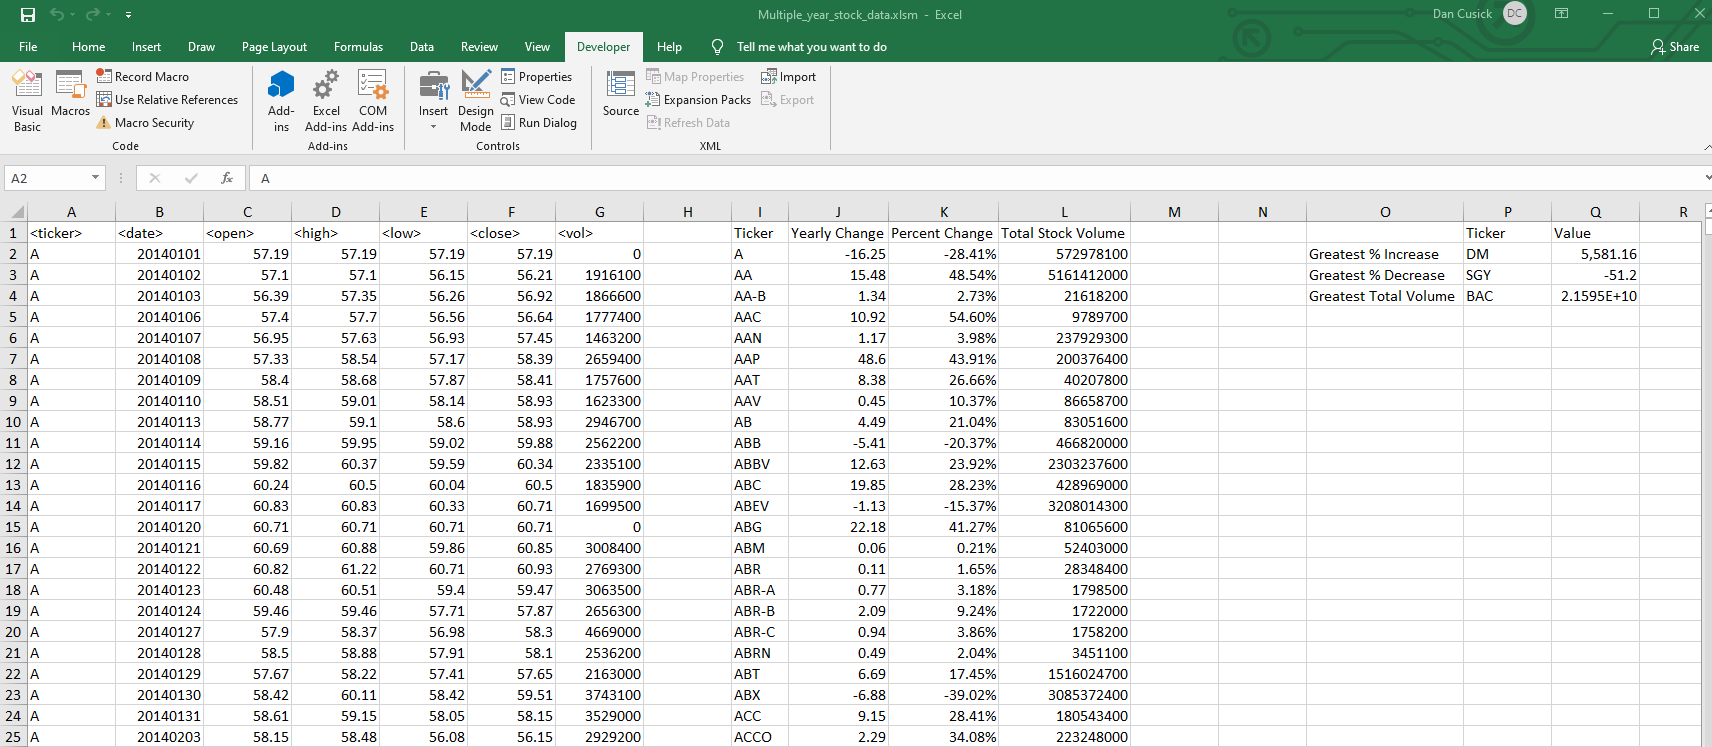 Multiple_year_stock_data.xlsm - Excel
Dan Cusick DC
File Home Insert Draw Page Layout Formulas Data Review View Developer Help Tell me what you want to do Share
Visual Basic
Macros
Record Macro
Use Relative References
Macro Security
Code
Add-ins
Excel Add-ins
COM Add-ins
Add-ins
Insert
Design Mode
Properties
View Code
Run Dialog
Controls
Source
Map Properties
Expansion Packs
Refresh Data
Import
Export
XML
A2 fx A
A B C D E F G H I J K L M N O P Q R
1 <ticker> <date> <open> <high> <low> <close> <vol> Ticker Yearly Change Percent Change Total Stock Volume Ticker Value
2 A 20140101 57.19 57.19 57.19 57.19 0 A -16.25 -28.41% 572978100 Greatest % Increase DM 5,581.16
3 A 20140102 57.1 57.1 56.15 56.21 1916100 AA 15.48 48.54% 5161412000 Greatest % Decrease SGY -51.2
4 A 20140103 56.39 57.35 56.26 56.92 1866600 AA-B 1.34 2.73% 21618200 Greatest Total Volume BAC 2.1595E+10
5 A 20140106 57.4 57.7 56.56 56.64 1777400 AAC 10.92 54.60% 9789700
6 A 20140107 56.95 57.63 56.93 57.45 1463200 AAN 1.17 3.98% 237929300
7 A 20140108 57.33 58.54 57.17 58.39 2659400 AAP 48.6 43.91% 200376400
8 A 20140109 58.4 58.68 57.87 58.41 1757600 AAT 8.38 26.66% 40207800
9 A 20140110 58.51 59.01 58.14 58.93 1623300 AAV 0.45 10.37% 86658700
10 A 20140113 58.77 59.1 58.6 58.93 2946700 AB 4.49 21.04% 83051600
11 A 20140114 59.16 59.95 59.02 59.88 2562200 ABB -5.41 -20.37% 466820000
12 A 20140115 59.82 60.37 59.59 60.34 2335100 ABBV 12.63 23.92% 2303237600
13 A 20140116 60.24 60.5 60.04 60.5 1835900 ABC 19.85 28.23% 428969000
14 A 20140117 60.83 60.83 60.33 60.71 1699500 ABEV -1.13 -15.37% 3208014300
15 A 20140120 60.71 60.71 60.71 60.71 0 ABG 22.18 41.27% 81065600
16 A 20140121 60.69 60.88 59.86 60.85 3008400 ABM 0.06 0.21% 52403000
17 A 20140122 60.82 61.22 60.71 60.93 2769300 ABR 0.11 1.65% 28348400
18 A 20140123 60.48 60.51 59.4 59.47 3063500 ABR-A 0.77 3.18% 1798500
19 A 20140124 59.46 59.46 57.71 57.87 2656300 ABR-B 2.09 9.24% 1722000
20 A 20140127 57.9 58.37 56.98 58.3 4669000 ABR-C 0.94 3.86% 1758200
21 A 20140128 58.5 58.88 57.91 58.1 2536200 ABRN 0.49 2.04% 3451100
22 A 20140129 57.67 58.22 57.41 57.65 2163000 ABT 6.69 17.45% 1516024700
23 A 20140130 58.42 60.11 58.42 59.51 3743100 ABX -6.88 -39.02% 3085372400
24 A 20140131 58.61 59.15 58.05 58.15 3529000 ACC 9.15 28.41% 180543400
25 A 20140203 58.15 58.48 56.08 56.15 2929200 ACCO 2.29 34.08% 223248000